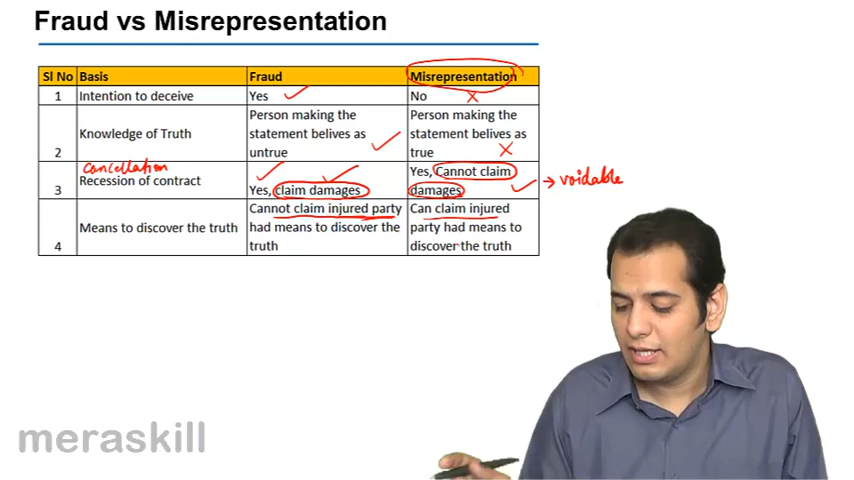 Fraud vs Misrepresentation
Sl No Basis Fraud Misrepresentation
1 Intention to deceive Yes No
2 Knowledge of Truth Person making the statement belives as untrue Person making the statement belives as true
cancellation
3 Recession of contract Yes, claim damages Yes, Cannot claim damages → voidable
4 Means to discover the truth Cannot claim injured party had means to discover the truth Can claim injured party had means to discover the truth
meraskill